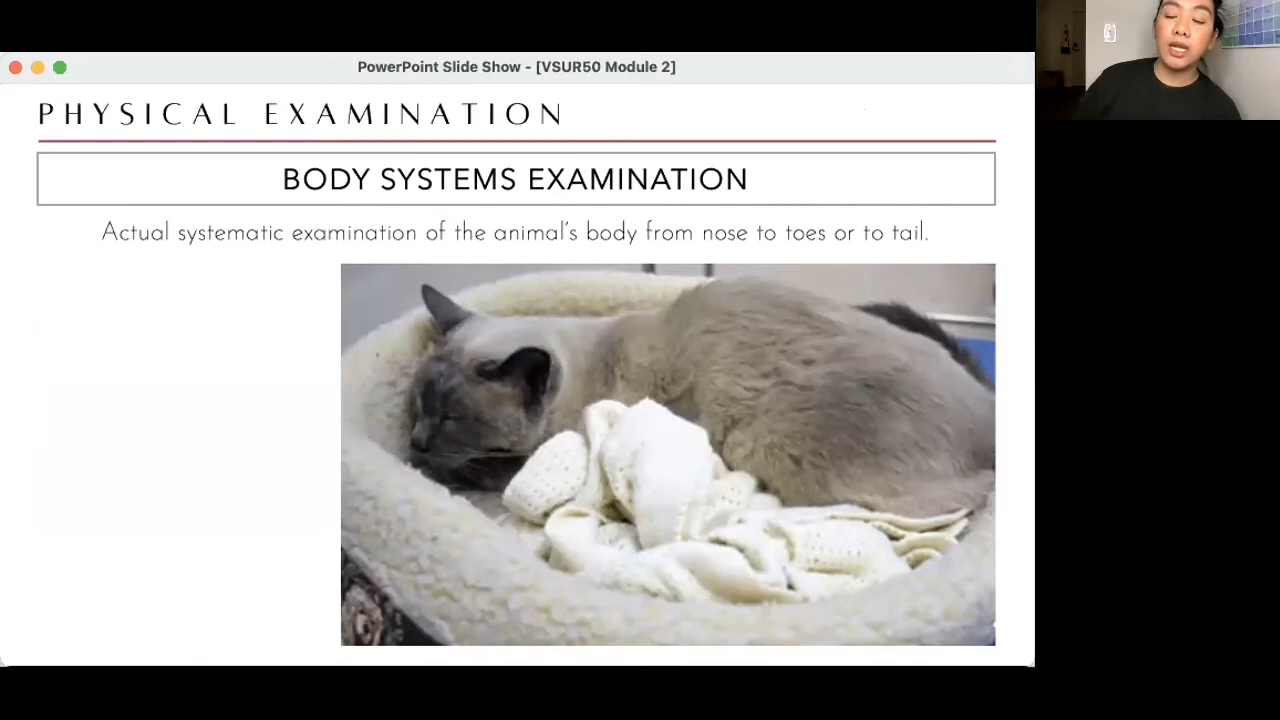 PowerPoint Slide Show - [VSUR50 Module 2]
PHYSICAL EXAMINATION
BODY SYSTEMS EXAMINATION
Actual systematic examination of the animal's body from nose to toes or to tail.